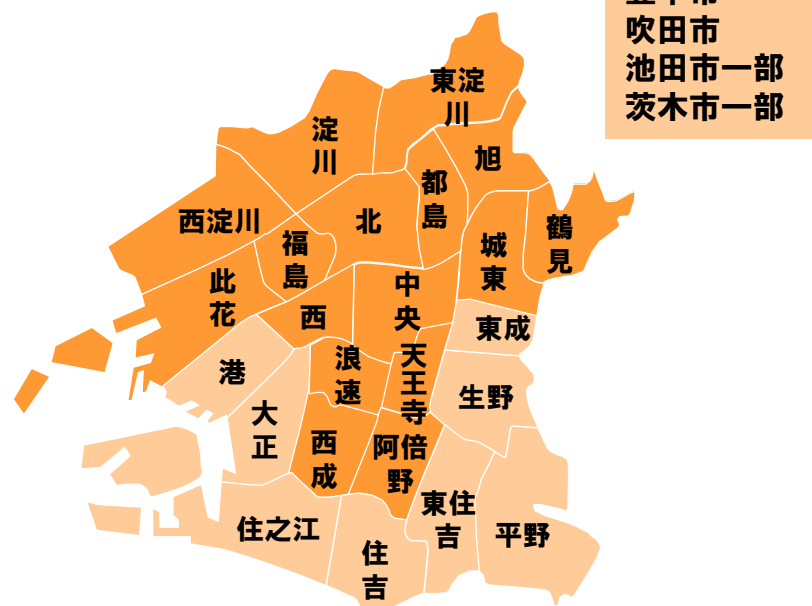 吹田市
池田市一部
茨木市一部
東淀
川
淀
川
旭
都
島
西淀川
北
鶴
見
福
島
城
東
此
花
中
央
西
東成
港
浪
速
天
王
寺
生野
大
正
西
成
阿倍
野
東住
吉
住之江
平野
住
吉